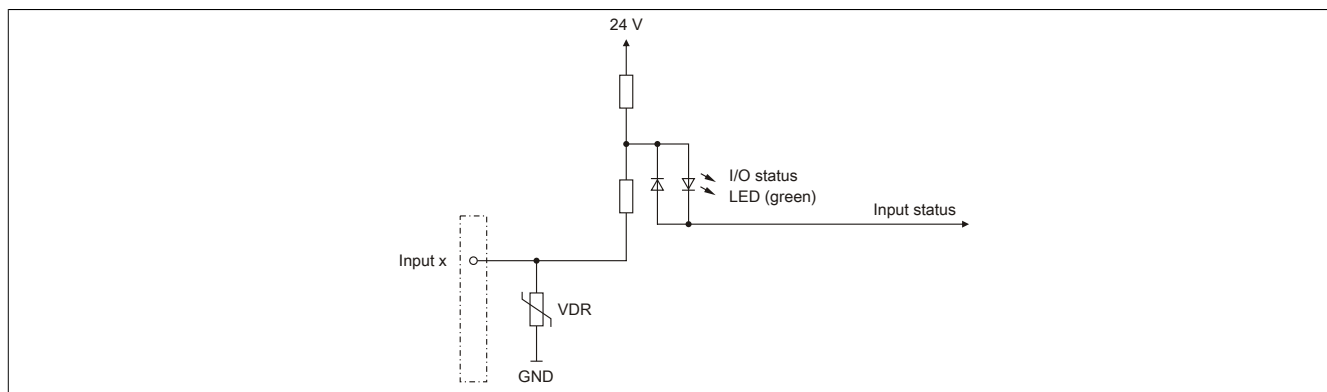 24 V
I/O status
LED (green)
Input status
Input x
VDR
GND